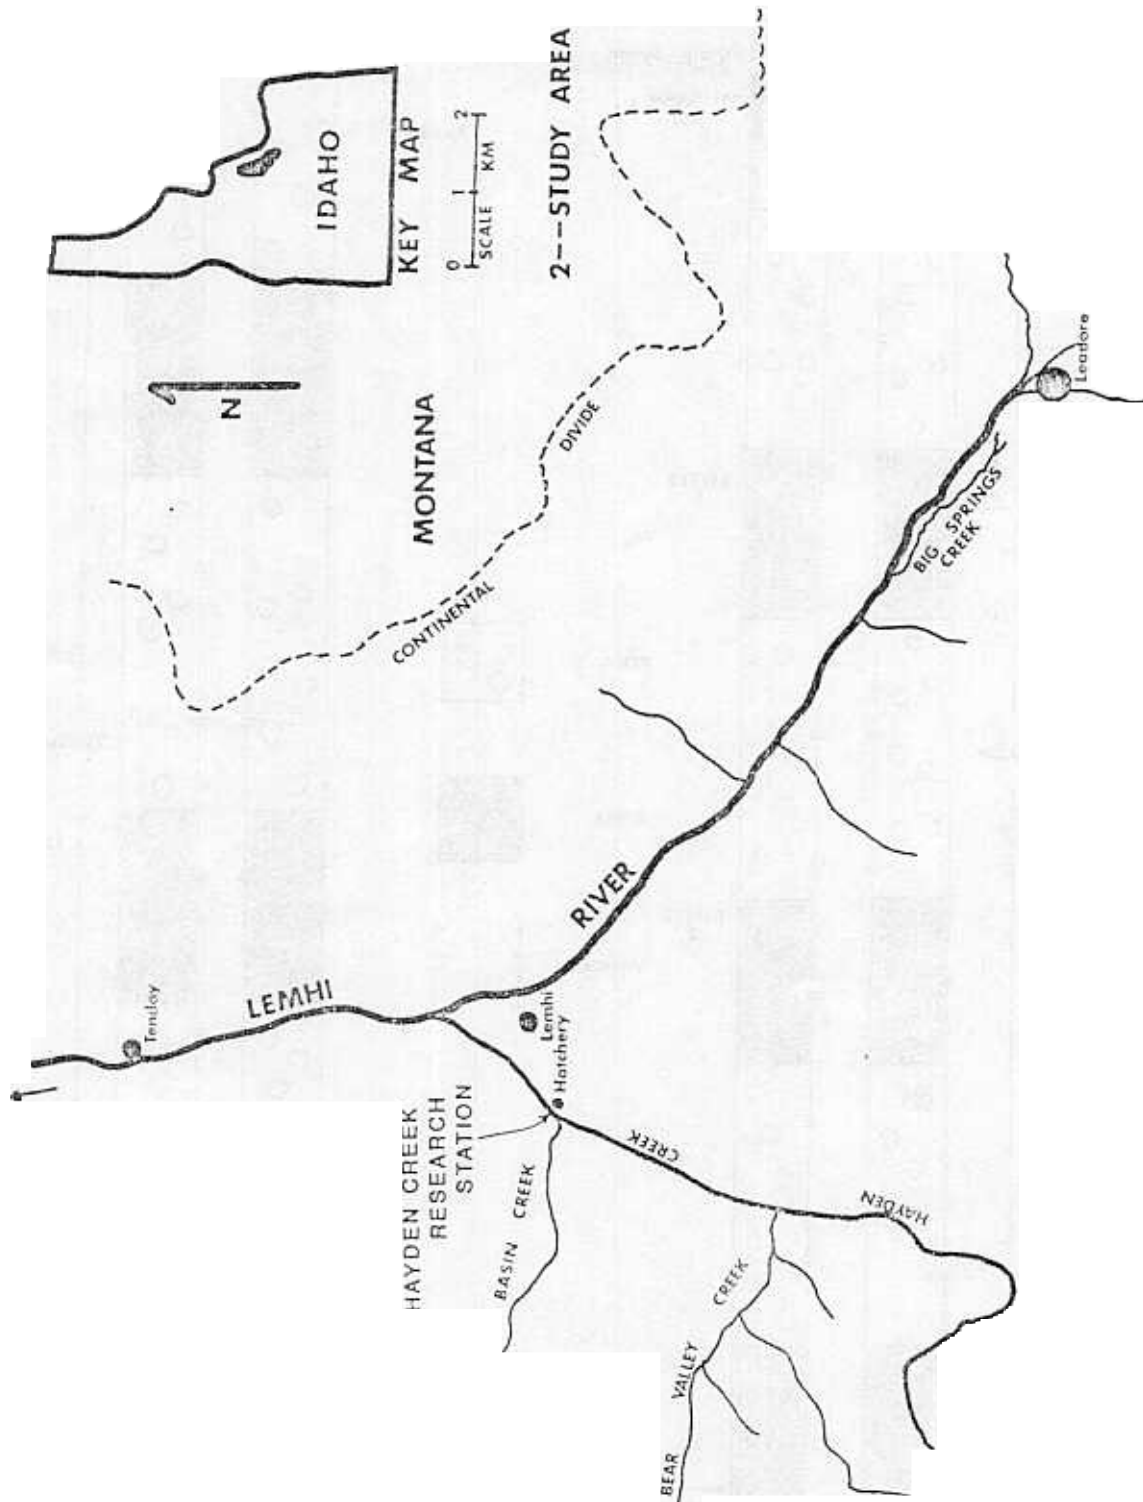 IDAHO
KEY MAP
0 1 2
SCALE KM
2---STUDY AREA
N
MONTANA
CONTINENTAL
DIVIDE
Leadore
BIG SPRINGS
CREEK
RIVER
LEMHI
Tendoy
Lemhi
Hatchery
HAYDEN CREEK
RESEARCH
STATION
BASIN CREEK
CREEK
HAYDEN
BEAR VALLEY CREEK